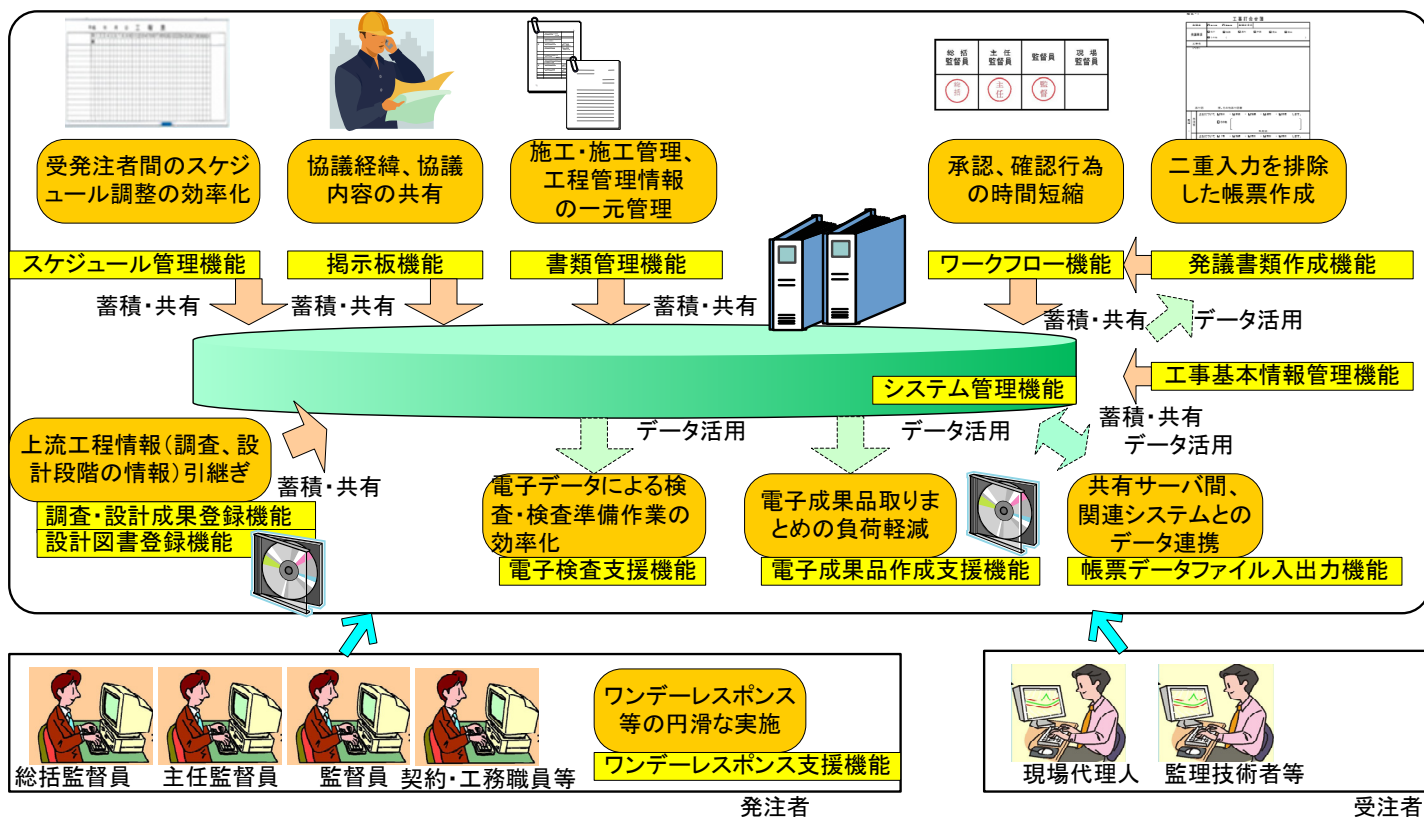 工程表
工事打合せ簿
総括
監督員
主任
監督員
監督員
現場
監督員
総括
主任
監督
受発注者間のスケジ
ュール調整の効率化
協議経緯、協議
内容の共有
施工・施工管理、
工程管理情報
の一元管理
承認、確認行為
の時間短縮
二重入力を排除
した帳票作成
スケジュール管理機能
掲示板機能
書類管理機能
ワークフロー機能
発議書類作成機能
蓄積・共有
蓄積・共有
蓄積・共有
蓄積・共有
データ活用
システム管理機能
工事基本情報管理機能
蓄積・共有
データ活用
データ活用
データ活用
上流工程情報(調査、設
計段階の情報)引継ぎ
蓄積・共有
調査・設計成果登録機能
設計図書登録機能
電子データによる検
査・検査準備作業の
効率化
電子検査支援機能
電子成果品取りま
とめの負荷軽減
電子成果品作成支援機能
共有サーバ間、
関連システムとの
データ連携
帳票データファイル入出力機能
総括監督員
主任監督員
監督員
契約・工務職員等
ワンデーレスポンス
等の円滑な実施
ワンデーレスポンス支援機能
発注者
現場代理人
監理技術者等
受注者